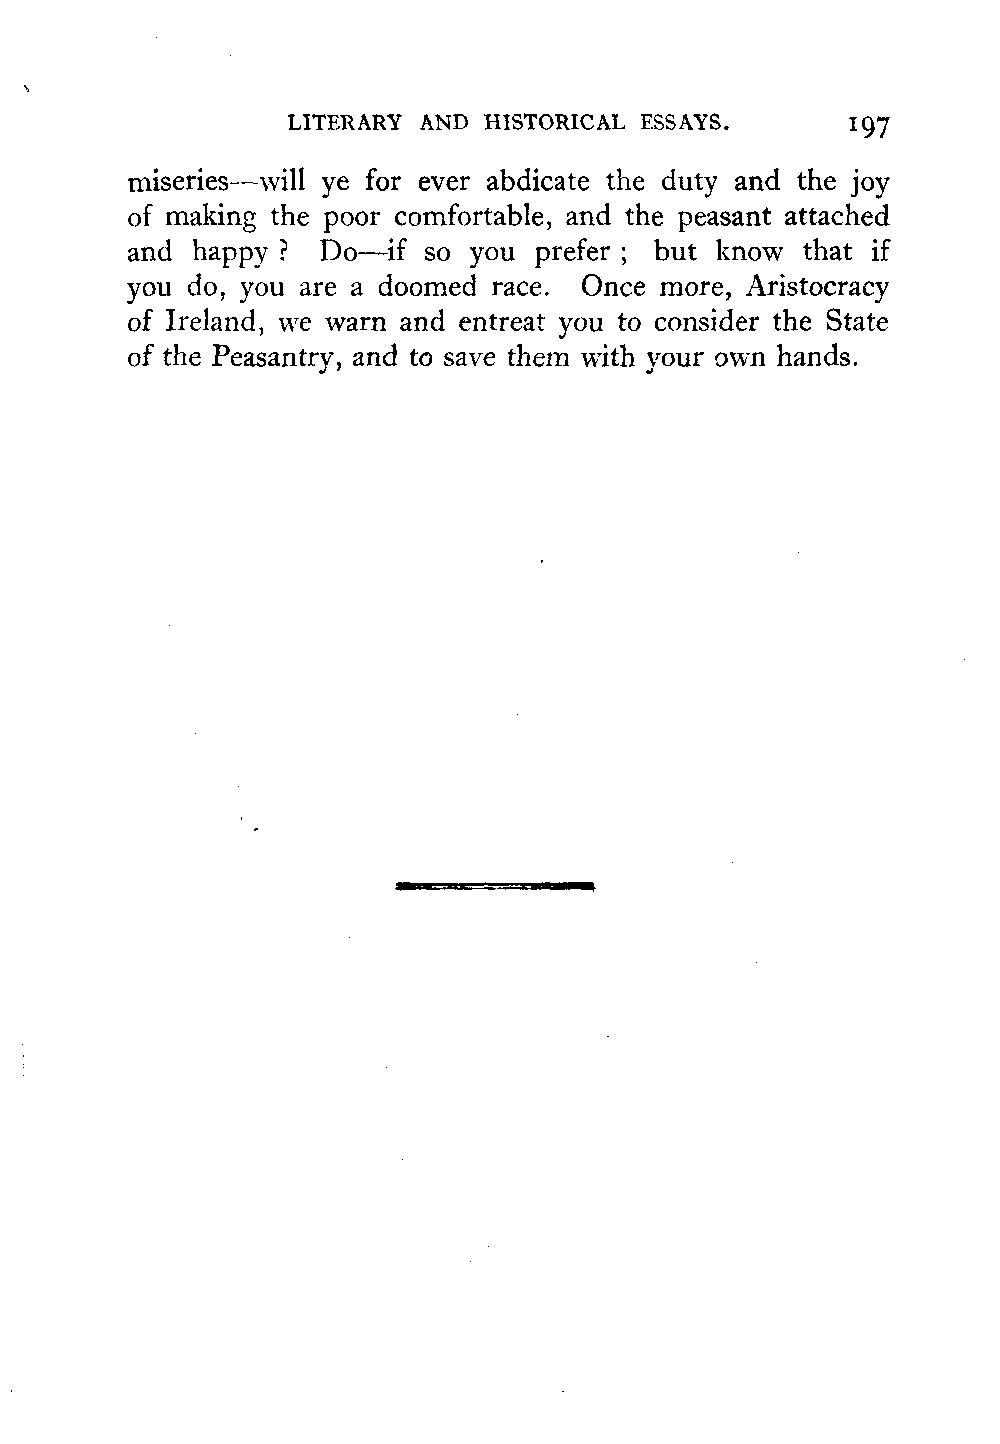 LITERARY AND HISTORICAL ESSAYS. 197
miseries—will ye for ever abdicate the duty and the joy
of making the poor comfortable, and the peasant attached
and happy? Do—if so you prefer; but know that if
you do, you are a doomed race. Once more, Aristocracy
of Ireland, we warn and entreat you to consider the State
of the Peasantry, and to save them with your own hands.